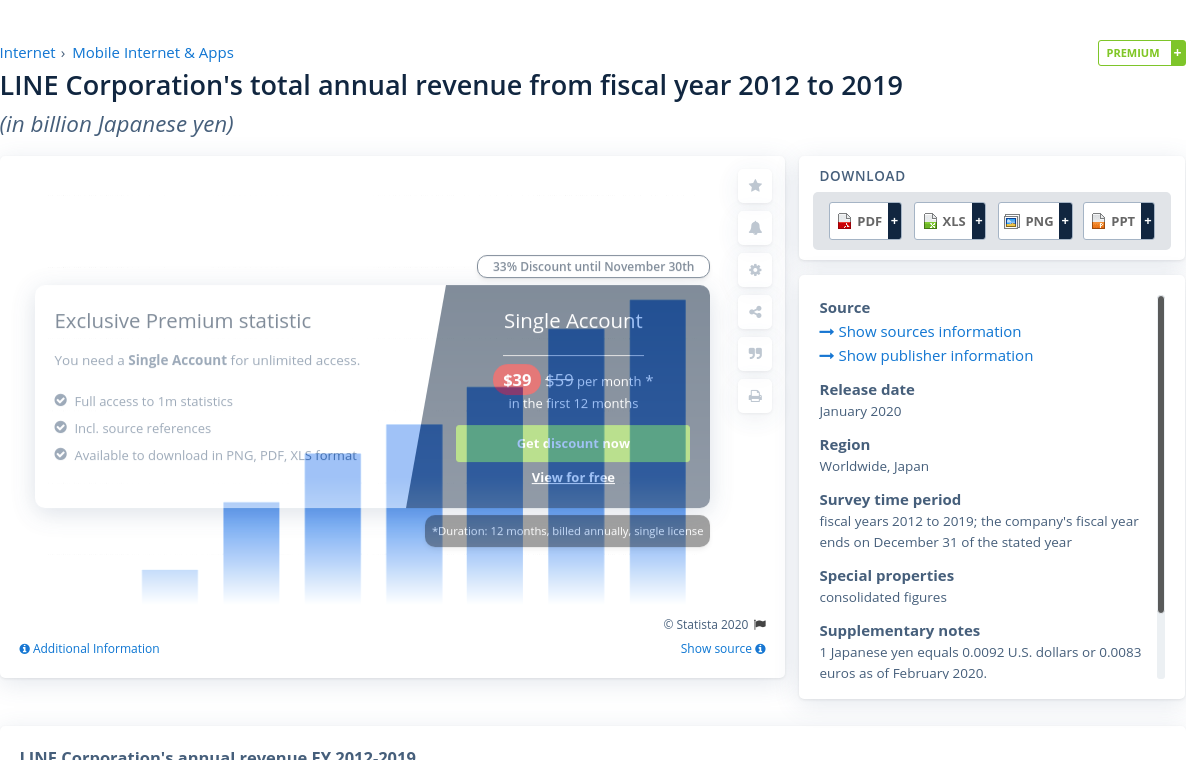 Internet › Mobile Internet & Apps
PREMIUM +
LINE Corporation's total annual revenue from fiscal year 2012 to 2019
(in billion Japanese yen)
33% Discount until November 30th
Exclusive Premium statistic
You need a Single Account for unlimited access.
Full access to 1m statistics
Incl. source references
Available to download in PNG, PDF, XLS format
Single Account
$39 $59 per month *
in the first 12 months
Get discount now
View for free
*Duration: 12 months, billed annually, single license
© Statista 2020
Additional Information
Show source
DOWNLOAD
PDF + XLS + PNG + PPT +
Source
Show sources information
Show publisher information
Release date
January 2020
Region
Worldwide, Japan
Survey time period
fiscal years 2012 to 2019; the company's fiscal year
ends on December 31 of the stated year
Special properties
consolidated figures
Supplementary notes
1 Japanese yen equals 0.0092 U.S. dollars or 0.0083
euros as of February 2020.
LINE Corporation's annual revenue FY 2012-2019